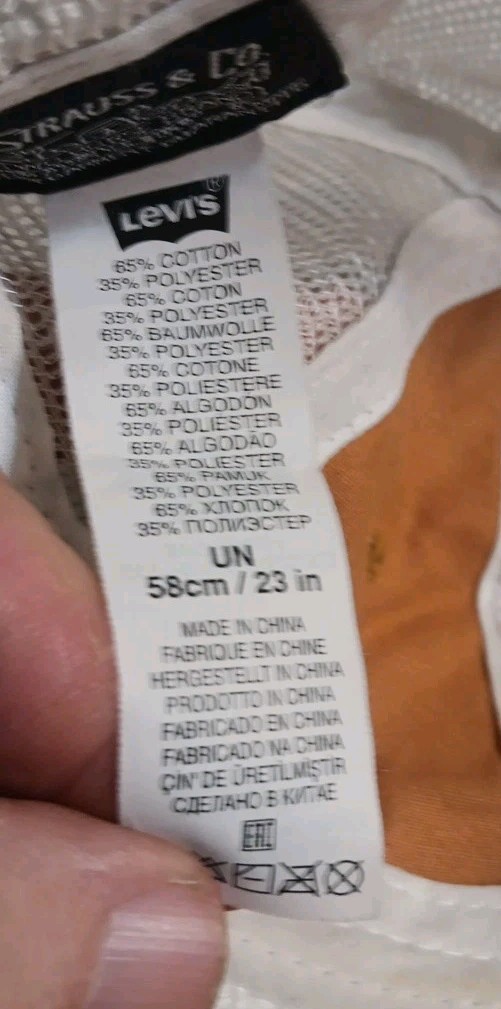 STRAUSS & Co.
LEVI'S ®
65% COTTON
35% POLYESTER
65% COTON
35% POLYESTER
65% BAUMWOLLE
35% POLYESTER
65% COTONE
35% POLIESTERE
65% ALGODON
35% POLIESTER
65% ALGODAO
35% POLIESTER
65% PAMUK
35% POLYESTER
65% ХЛОПОК
35% ПОЛИЭСТЕР
UN
58cm / 23 in
MADE IN CHINA
FABRIQUE EN CHINE
HERGESTELLT IN CHINA
PRODOTTO IN CHINA
FABRICADO EN CHINA
FABRICADO NA CHINA
ÇIN' DE ÜRETILMIŞTIR
СДЕЛАНО В КИТАЕ
EAC